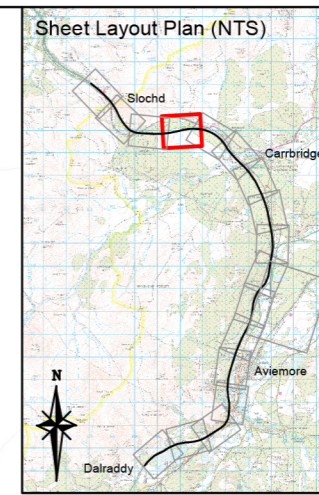 Sheet Layout Plan (NTS)
Slochd
Carrbridge
Aviemore
N
Dalraddy